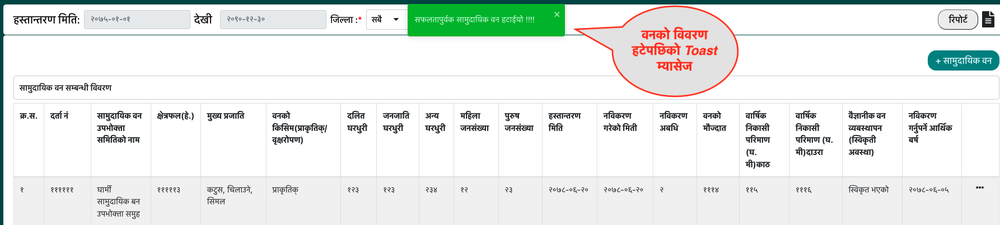 हस्तान्तरण मिति: २०७५-०१-०१ देखी २०९०-१२-३० जिल्ला :* सबै
सफलतापुर्वक सामुदायिक वन हटाईयो !!!!
×
रिपोर्ट
वनको विवरण
हटेपछिको Toast
म्यासेज
+ सामुदायिक वन
सामुदायिक वन सम्बन्धी विवरण
क्र.स.
दर्ता नं
सामुदायिक वन
उपभोक्ता
समितिको नाम
क्षेत्रफल(हे.)
मुख्य प्रजाति
वनको
किसिम(प्राकृतिक्/
वृक्षरोपण)
दलित
घरधुरी
जनजाति
घरधुरी
अन्य
घरधुरी
महिला
जनसंख्या
पुरुष
जनसंख्या
हस्तान्तरण
मिति
नविकरण
गरेको मिती
नविकरण
अबधि
वनको
मौज्दात
वार्षिक
निकासी
परिमाण
(घ.
मी)काठ
वार्षिक
निकासी
परिमाण (घ.
मी)दाउरा
वैज्ञानीक वन
व्यबस्थापन
(स्विकृती
अवस्था)
नविकरण
गर्नुपर्ने आर्थिक
बर्ष
१
११११११
घार्मी
सामुदायिक बन
उपभोक्ता समुह
१११११३
कटुस, चिलाउने,
सिमल
प्राकृतिक्
१२३
१२३
२३४
१२
२३
२०७८-०६-२०
२०७८-०६-२०
२
१११४
११५
१११६
स्विकृत भएको
२०७८-०६-०५